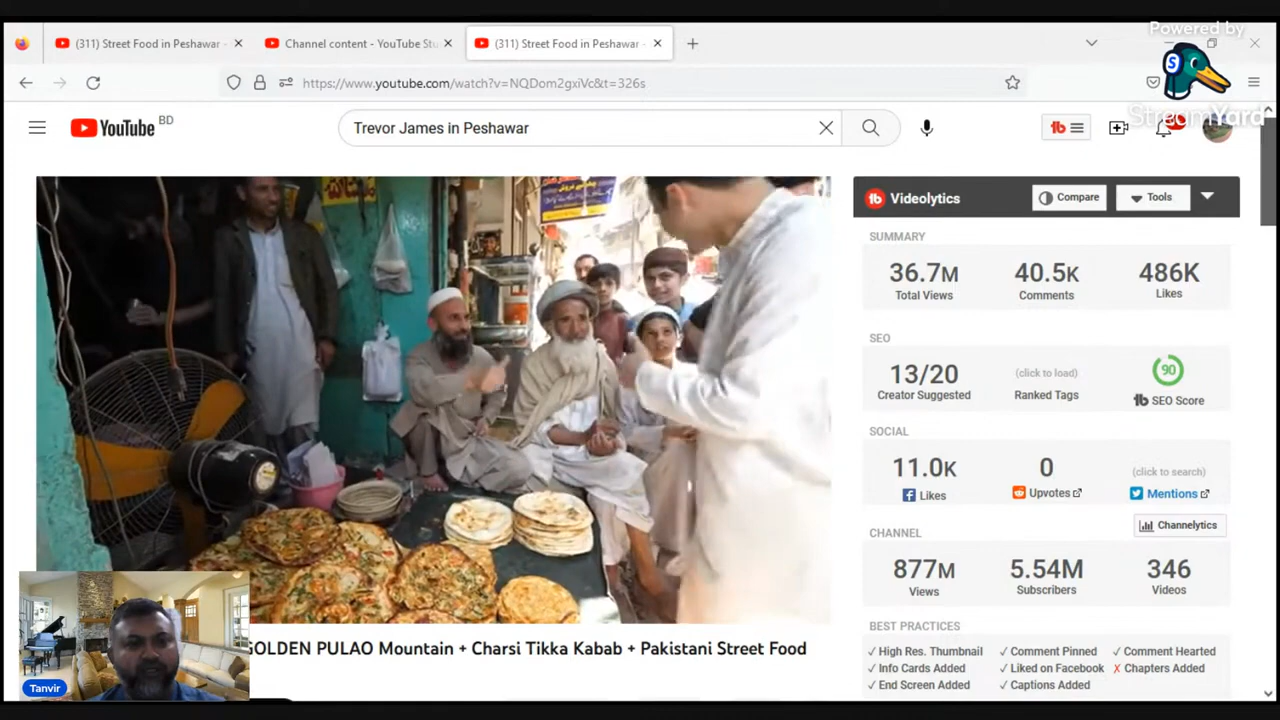 Powered by
StreamYard
(311) Street Food in Peshawar -
Channel content - YouTube Stu
(311) Street Food in Peshawar -
https://www.youtube.com/watch?v=NQDom2gxiVc&t=326s
YouTube BD
Trevor James in Peshawar
Videolytics
Compare
Tools
SUMMARY
36.7M
40.5K
486K
Total Views
Comments
Likes
SEO
13/20
(click to load)
90
Creator Suggested
Ranked Tags
SEO Score
SOCIAL
11.0K
0
(click to search)
Likes
Upvotes
Mentions
Channelytics
CHANNEL
877M
5.54M
346
Views
Subscribers
Videos
BEST PRACTICES
✓ High Res. Thumbnail
✓ Comment Pinned
✓ Comment Hearted
✓ Info Cards Added
✓ Liked on Facebook
✗ Chapters Added
✓ End Screen Added
✓ Captions Added
GOLDEN PULAO Mountain + Charsi Tikka Kabab + Pakistani Street Food
Tanvir